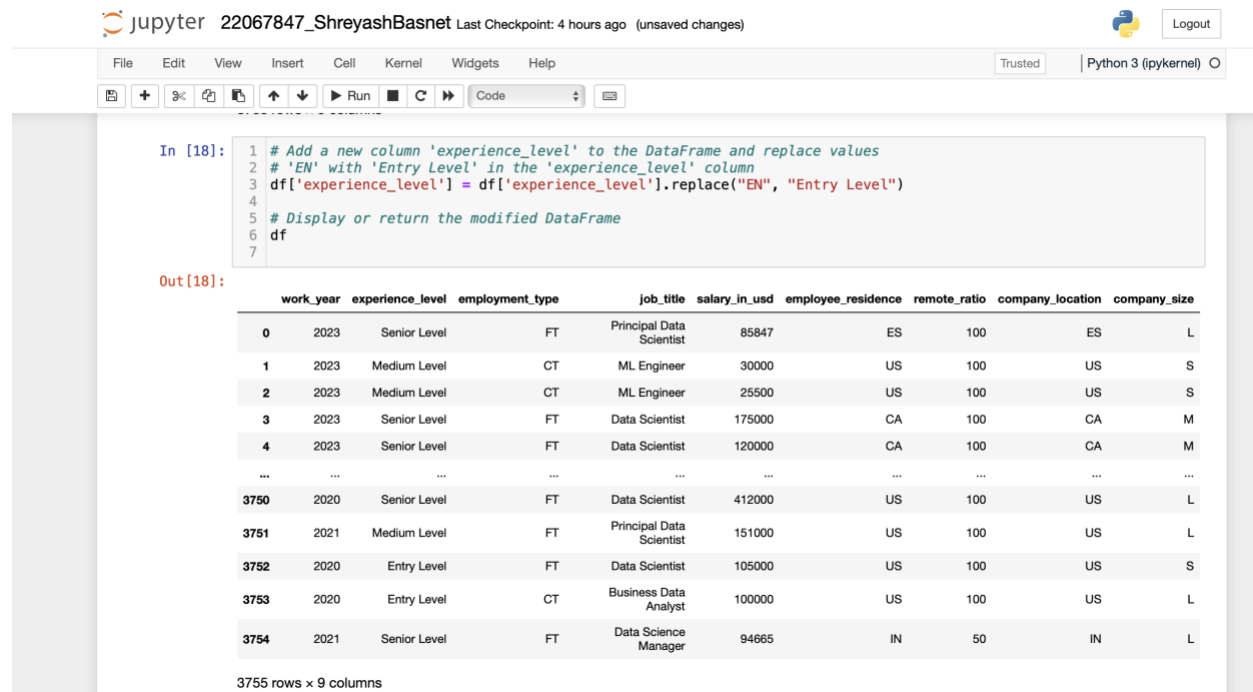 jupyter 22067847_ShreyashBasnet Last Checkpoint: 4 hours ago (unsaved changes) Logout
File Edit View Insert Cell Kernel Widgets Help Trusted Python 3 (ipykernel)
Run Code
In [18]:
1 # Add a new column 'experience_level' to the DataFrame and replace values
2 # 'EN' with 'Entry Level' in the 'experience_level' column
3 df['experience_level'] = df['experience_level'].replace("EN", "Entry Level")
4
5 # Display or return the modified DataFrame
6 df
7
Out[18]:
work_year experience_level employment_type job_title salary_in_usd employee_residence remote_ratio company_location company_size
0 2023 Senior Level FT Principal Data Scientist 85847 ES 100 ES L
1 2023 Medium Level CT ML Engineer 30000 US 100 US S
2 2023 Medium Level CT ML Engineer 25500 US 100 US S
3 2023 Senior Level FT Data Scientist 175000 CA 100 CA M
4 2023 Senior Level FT Data Scientist 120000 CA 100 CA M
... ... ... ... ... ... ... ... ... ...
3750 2020 Senior Level FT Data Scientist 412000 US 100 US L
3751 2021 Medium Level FT Principal Data Scientist 151000 US 100 US L
3752 2020 Entry Level FT Data Scientist 105000 US 100 US S
3753 2020 Entry Level CT Business Data Analyst 100000 US 100 US L
3754 2021 Senior Level FT Data Science Manager 94665 IN 50 IN L
3755 rows × 9 columns